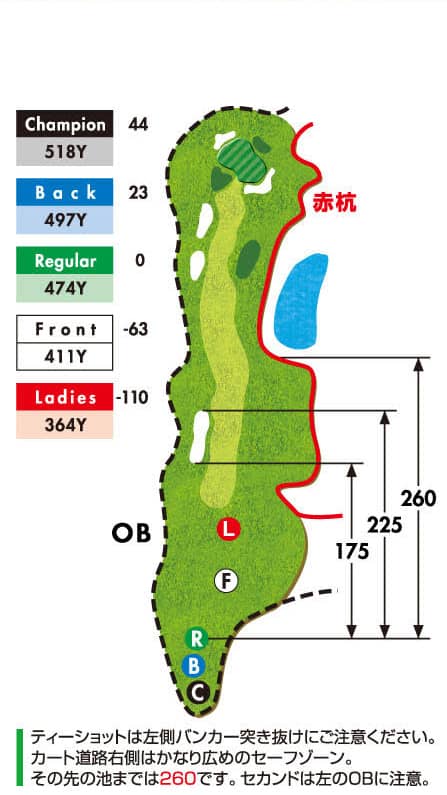 Champion 44
518Y
Back 23
497Y
赤杭
Regular 0
474Y
Front -63
411Y
Ladies -110
364Y
260
OB
L
225
175
F
R
B
C
ティーショットは左側バンカー突き抜けにご注意ください。
カート道路右側はかなり広めのセーフゾーン。
その先の池までは260です。セカンドは左のOBに注意。